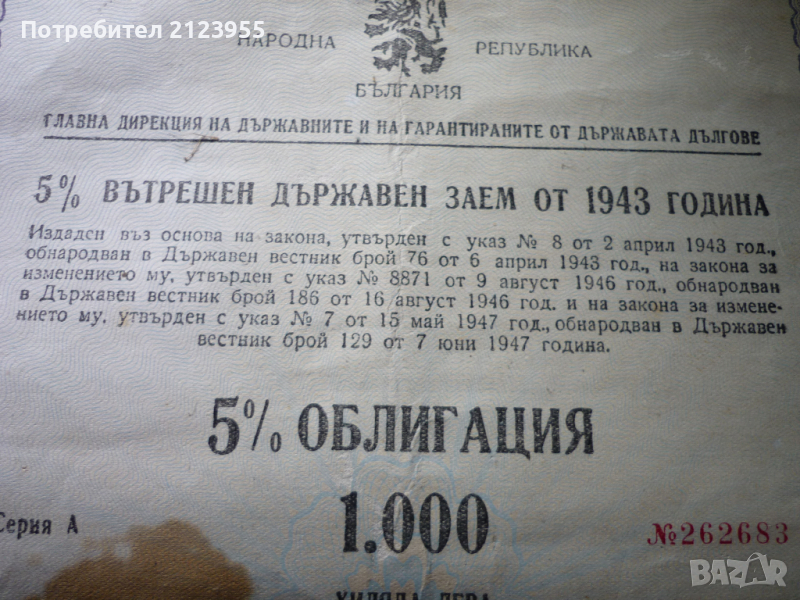 Потребител 2123955
НАРОДНА РЕПУБЛИКА
БЪЛГАРИЯ
ГЛАВНА ДИРЕКЦИЯ НА ДЪРЖАВНИТЕ И НА ГАРАНТИРАНИТЕ ОТ ДЪРЖАВАТА ДЪЛГОВЕ
5% ВЪТРЕШЕН ДЪРЖАВЕН ЗАЕМ ОТ 1943 ГОДИНА
Издаден въз основа на закона, утвърден с указ № 8 от 2 април 1943 год.,
обнародван в Държавен вестник брой 76 от 6 април 1943 год., на закона за
изменението му, утвърден с указ № 8871 от 9 август 1946 год., обнародван
в Държавен вестник брой 186 от 16 август 1946 год. и на закона за измене-
нието му, утвърден с указ № 7 от 15 май 1947 год., обнародван в Държавен
вестник брой 129 от 7 юни 1947 година.
5% ОБЛИГАЦИЯ
Серия А 1.000 №262683
ХИЛЯДА ЛЕВА
BAZAR